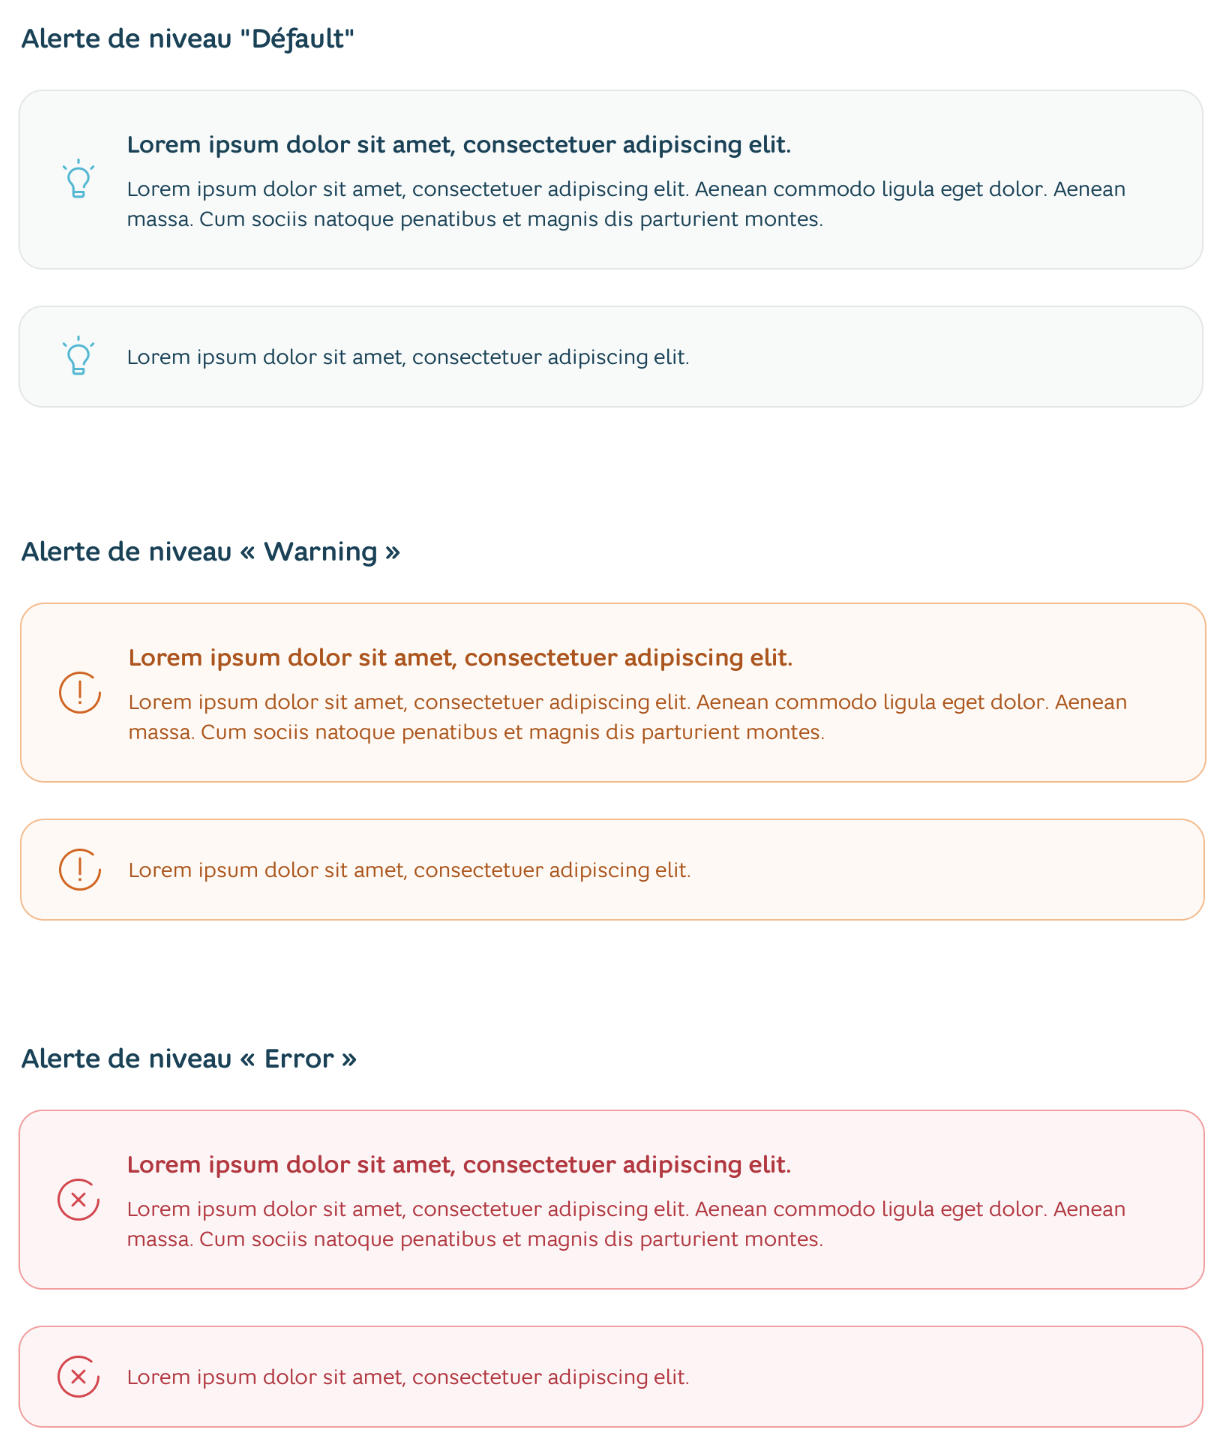 Alerte de niveau "Défault"
Lorem ipsum dolor sit amet, consectetuer adipiscing elit.
Lorem ipsum dolor sit amet, consectetuer adipiscing elit. Aenean commodo ligula eget dolor. Aenean
massa. Cum sociis natoque penatibus et magnis dis parturient montes.
Lorem ipsum dolor sit amet, consectetuer adipiscing elit.
Alerte de niveau « Warning »
Lorem ipsum dolor sit amet, consectetuer adipiscing elit.
Lorem ipsum dolor sit amet, consectetuer adipiscing elit. Aenean commodo ligula eget dolor. Aenean
massa. Cum sociis natoque penatibus et magnis dis parturient montes.
Lorem ipsum dolor sit amet, consectetuer adipiscing elit.
Alerte de niveau « Error »
Lorem ipsum dolor sit amet, consectetuer adipiscing elit.
Lorem ipsum dolor sit amet, consectetuer adipiscing elit. Aenean commodo ligula eget dolor. Aenean
massa. Cum sociis natoque penatibus et magnis dis parturient montes.
Lorem ipsum dolor sit amet, consectetuer adipiscing elit.